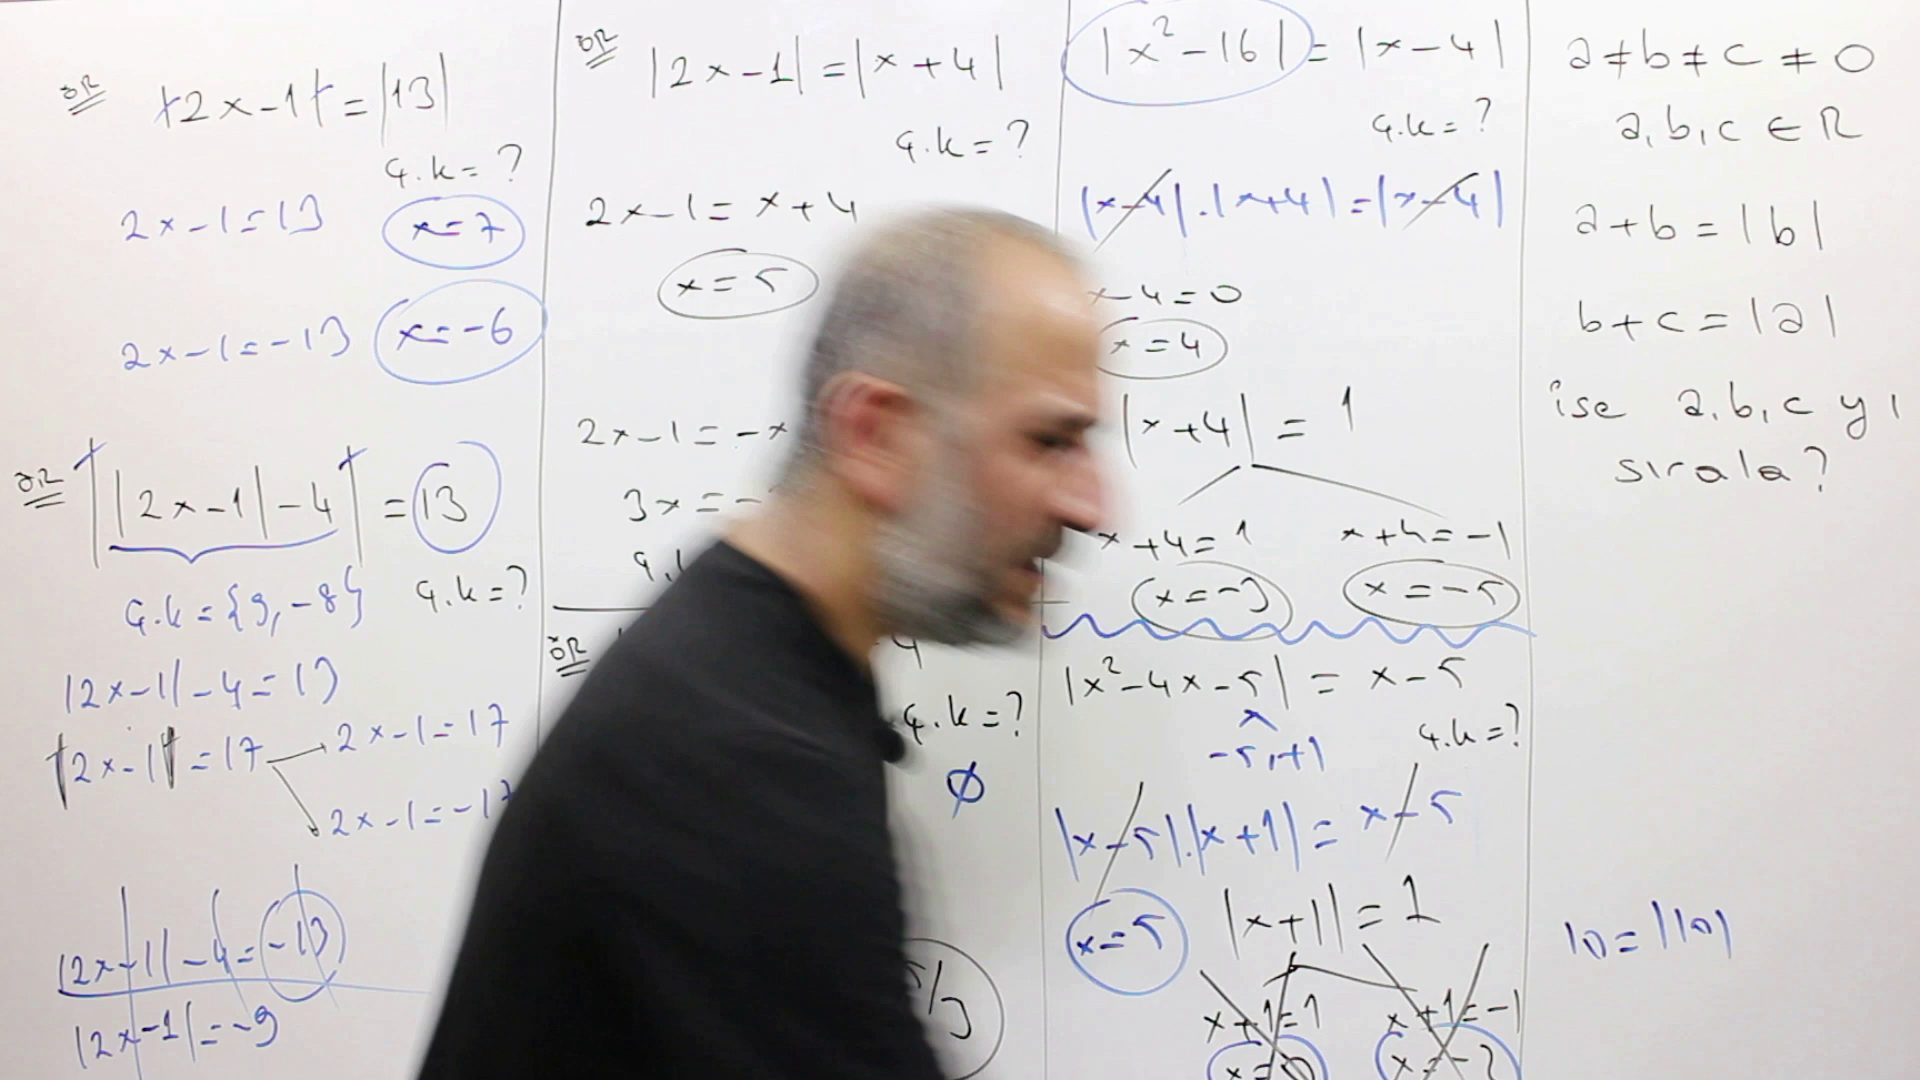 ÖR |2x-1| = |13|
Ç.K = ?
2x-1=13 x=7
2x-1=-13 x=-6
ÖR ||2x-1|-4| = 13
Ç.K = {9, -8} Ç.K = ?
|2x-1|-4=13
|2x-1|=17 2x-1=17
2x-1=-17
|2x-1|-4=-13
|2x-1|=-9
ÖR |2x-1|=|x+4|
Ç.K = ?
2x-1= x+4
x=5
2x-1=-x
3x=-
Ç.K
ÖR
Ç.K = ?
∅
|x²-16| = |x-4|
Ç.K = ?
|x-4|.|x+4|=|x-4|
x-4=0
x=4
|x+4| = 1
x+4=1 x+4=-1
x=-3 x=-5
|x²-4x-5| = x-5
-5,+1 Ç.K = ?
|x-5|.|x+1| = x-5
x=5 |x+1| = 1
x+1=1 x+1=-1
x=0 x=-2
a≠b≠c≠0
a,b,c ∈ R
a+b=|b|
b+c=|a|
ise a,b,c yi
sırala?
10=|10|